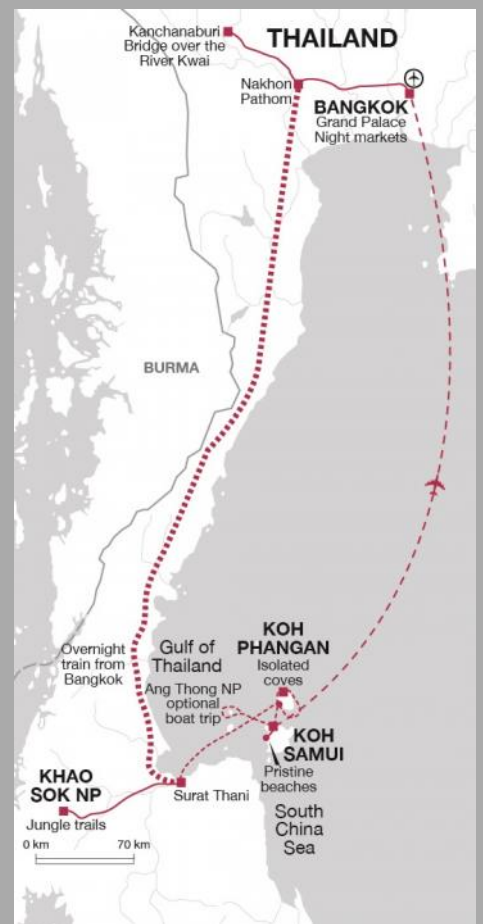 Kanchanaburi
Bridge over the
River Kwai
THAILAND
Nakhon
Pathom
BANGKOK
Grand Palace
Night markets
BURMA
Overnight
train from
Bangkok
Gulf of
Thailand
Ang Thong NP
optional
boat trip
KOH
PHANGAN
Isolated
coves
KOH
SAMUI
Pristine
beaches
KHAO
SOK NP
Jungle trails
Surat Thani
South
China
Sea
0 km 70 km